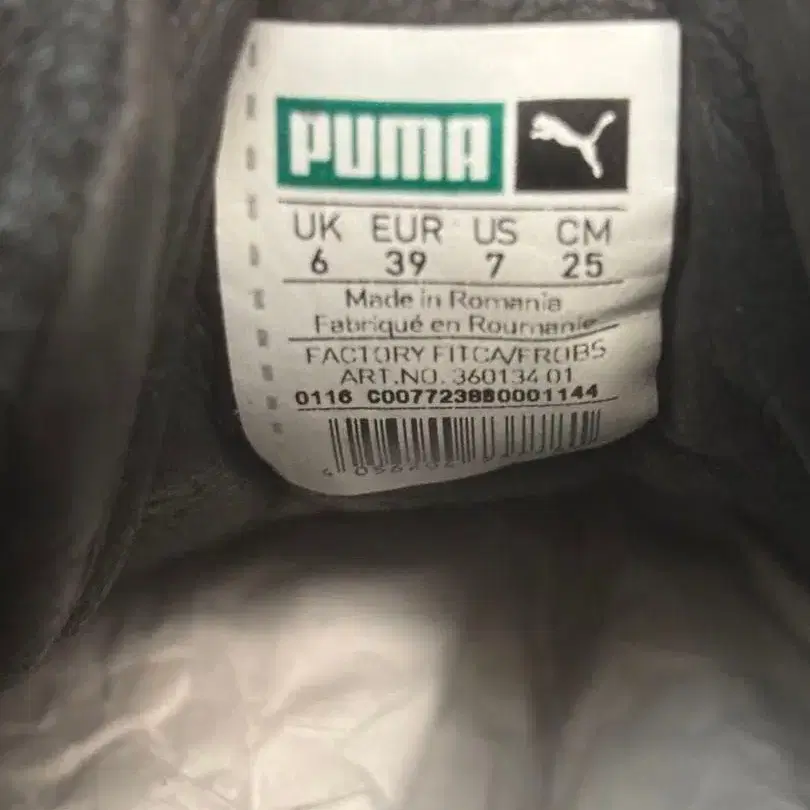 PUMA
UK EUR US CM
6 39 7 25
Made in Romania
Fabriqué en Roumanie
FACTORY FITCA/FROBS
ART.NO. 360134 01
0116 C0077238B0001144